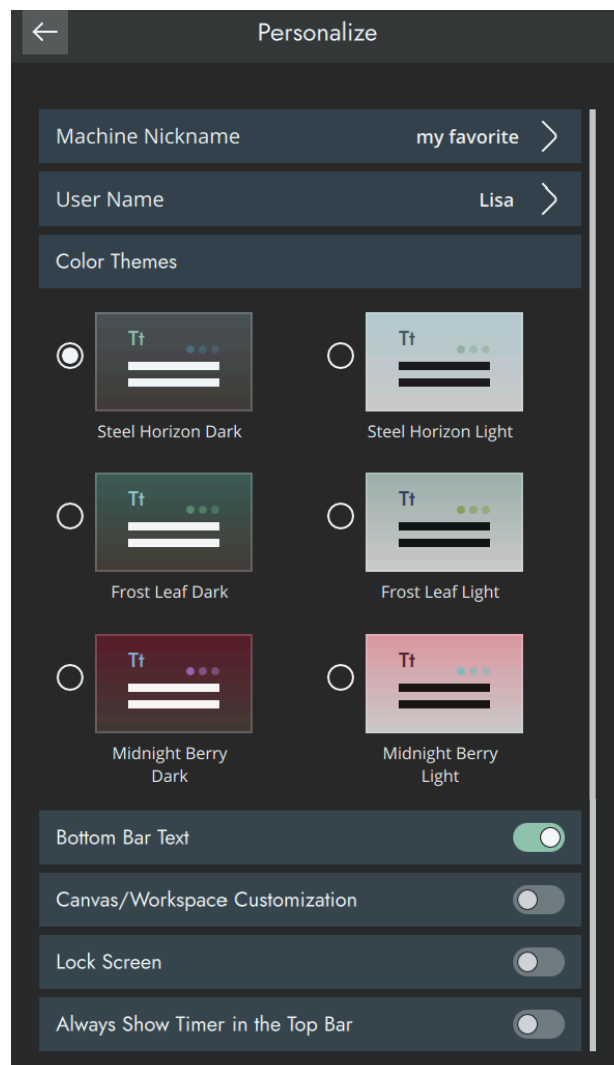 Personalize
Machine Nickname my favorite
User Name Lisa
Color Themes
Tt Tt
Steel Horizon Dark Steel Horizon Light
Tt Tt
Frost Leaf Dark Frost Leaf Light
Tt Tt
Midnight Berry Midnight Berry
Dark Light
Bottom Bar Text
Canvas/Workspace Customization
Lock Screen
Always Show Timer in the Top Bar